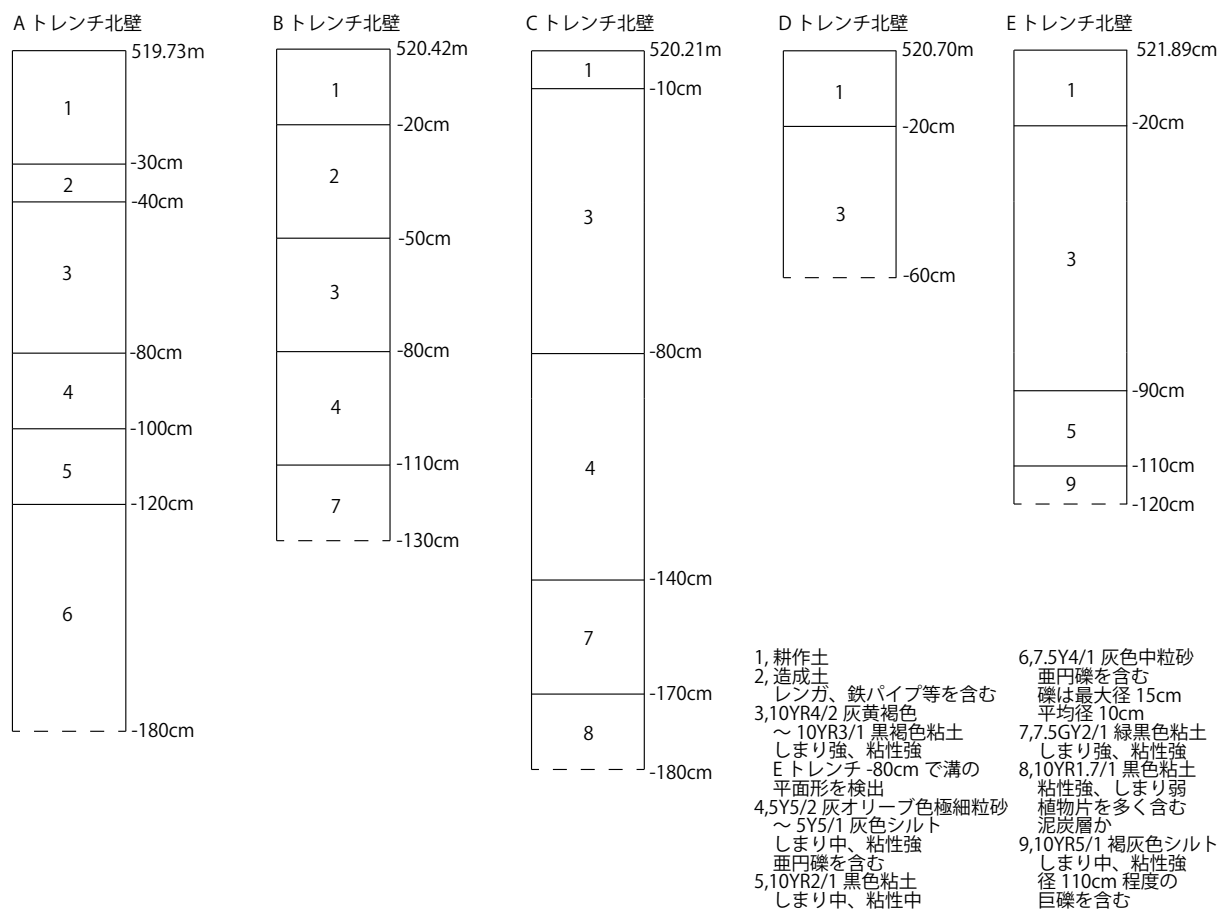 A トレンチ北壁
519.73m
1
-30cm
2
-40cm
3
-80cm
4
-100cm
5
-120cm
6
-180cm
B トレンチ北壁
520.42m
1
-20cm
2
-50cm
3
-80cm
4
-110cm
7
-130cm
C トレンチ北壁
520.21m
1
-10cm
3
-80cm
4
-140cm
7
-170cm
8
-180cm
D トレンチ北壁
520.70m
1
-20cm
3
-60cm
E トレンチ北壁
521.89cm
1
-20cm
3
-90cm
5
-110cm
9
-120cm
1, 耕作土
2, 造成土
レンガ、鉄パイプ等を含む
3,10YR4/2 灰黄褐色
～ 10YR3/1 黒褐色粘土
しまり強、粘性強
E トレンチ -80cm で溝の
平面形を検出
4,5Y5/2 灰オリーブ色極細粒砂
～ 5Y5/1 灰色シルト
しまり中、粘性強
亜円礫を含む
5,10YR2/1 黒色粘土
しまり中、粘性中
6,7.5Y4/1 灰色中粒砂
亜円礫を含む
礫は最大径 15cm
平均径 10cm
7,7.5GY2/1 緑黒色粘土
しまり強、粘性強
8,10YR1.7/1 黒色粘土
粘性強、しまり弱
植物片を多く含む
泥炭層か
9,10YR5/1 褐灰色シルト
しまり中、粘性強
径 110cm 程度の
巨礫を含む